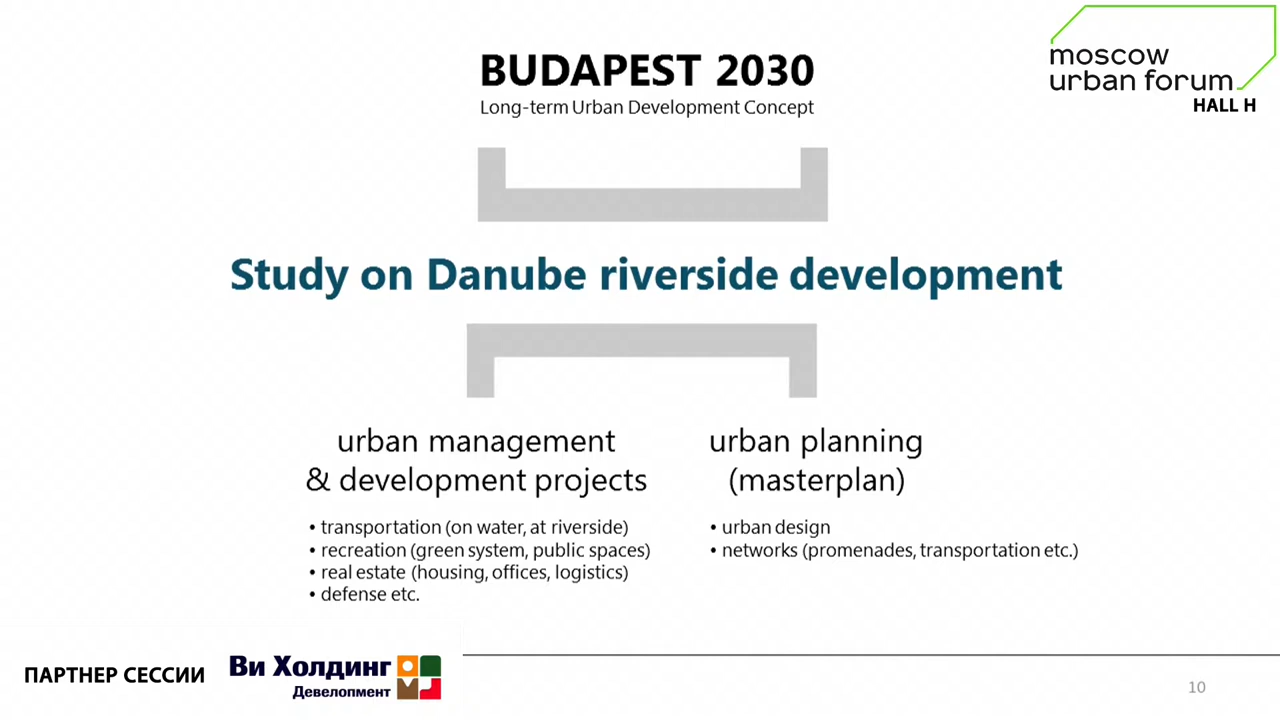 moscow
urban forum
HALL H
BUDAPEST 2030
Long-term Urban Development Concept
Study on Danube riverside development
urban management
& development projects
• transportation (on water, at riverside)
• recreation (green system, public spaces)
• real estate (housing, offices, logistics)
• defense etc.
urban planning
(masterplan)
• urban design
• networks (promenades, transportation etc.)
ПАРТНЕР СЕССИИ
Ви Холдинг
Девелопмент
10